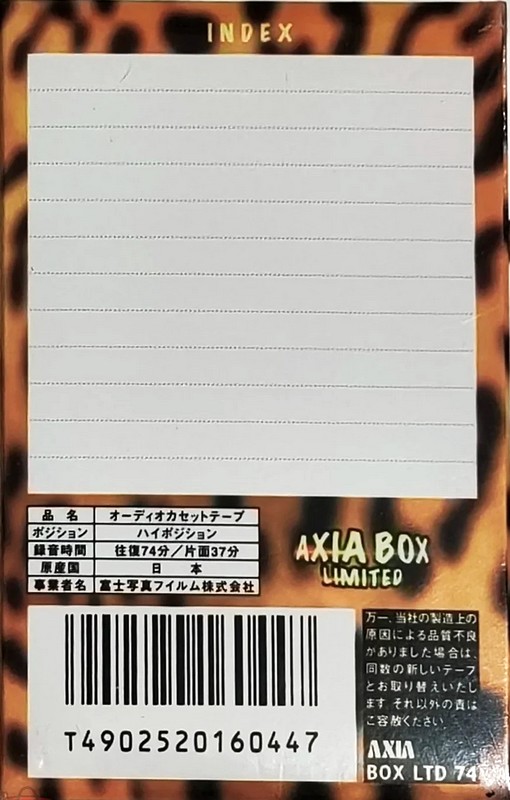 INDEX
品名 オーディオカセットテープ
ポジション ハイポジション
録音時間 往復74分／片面37分
原産国 日本
事業者名 富士写真フイルム株式会社
AXIA BOX
LIMITED
T4902520160447
万一、当社の製造上の
原因による品質不良
がありました場合は、
同数の新しいテープ
とお取り替えいたし
ます それ以外の責は
ご容赦ください
AXIA
BOX LTD 74